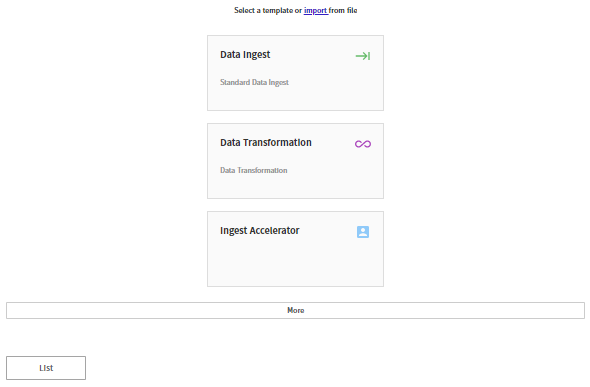 Select a template or import from file
Data Ingest
Standard Data Ingest
Data Transformation
Data Transformation
Ingest Accelerator
More
List